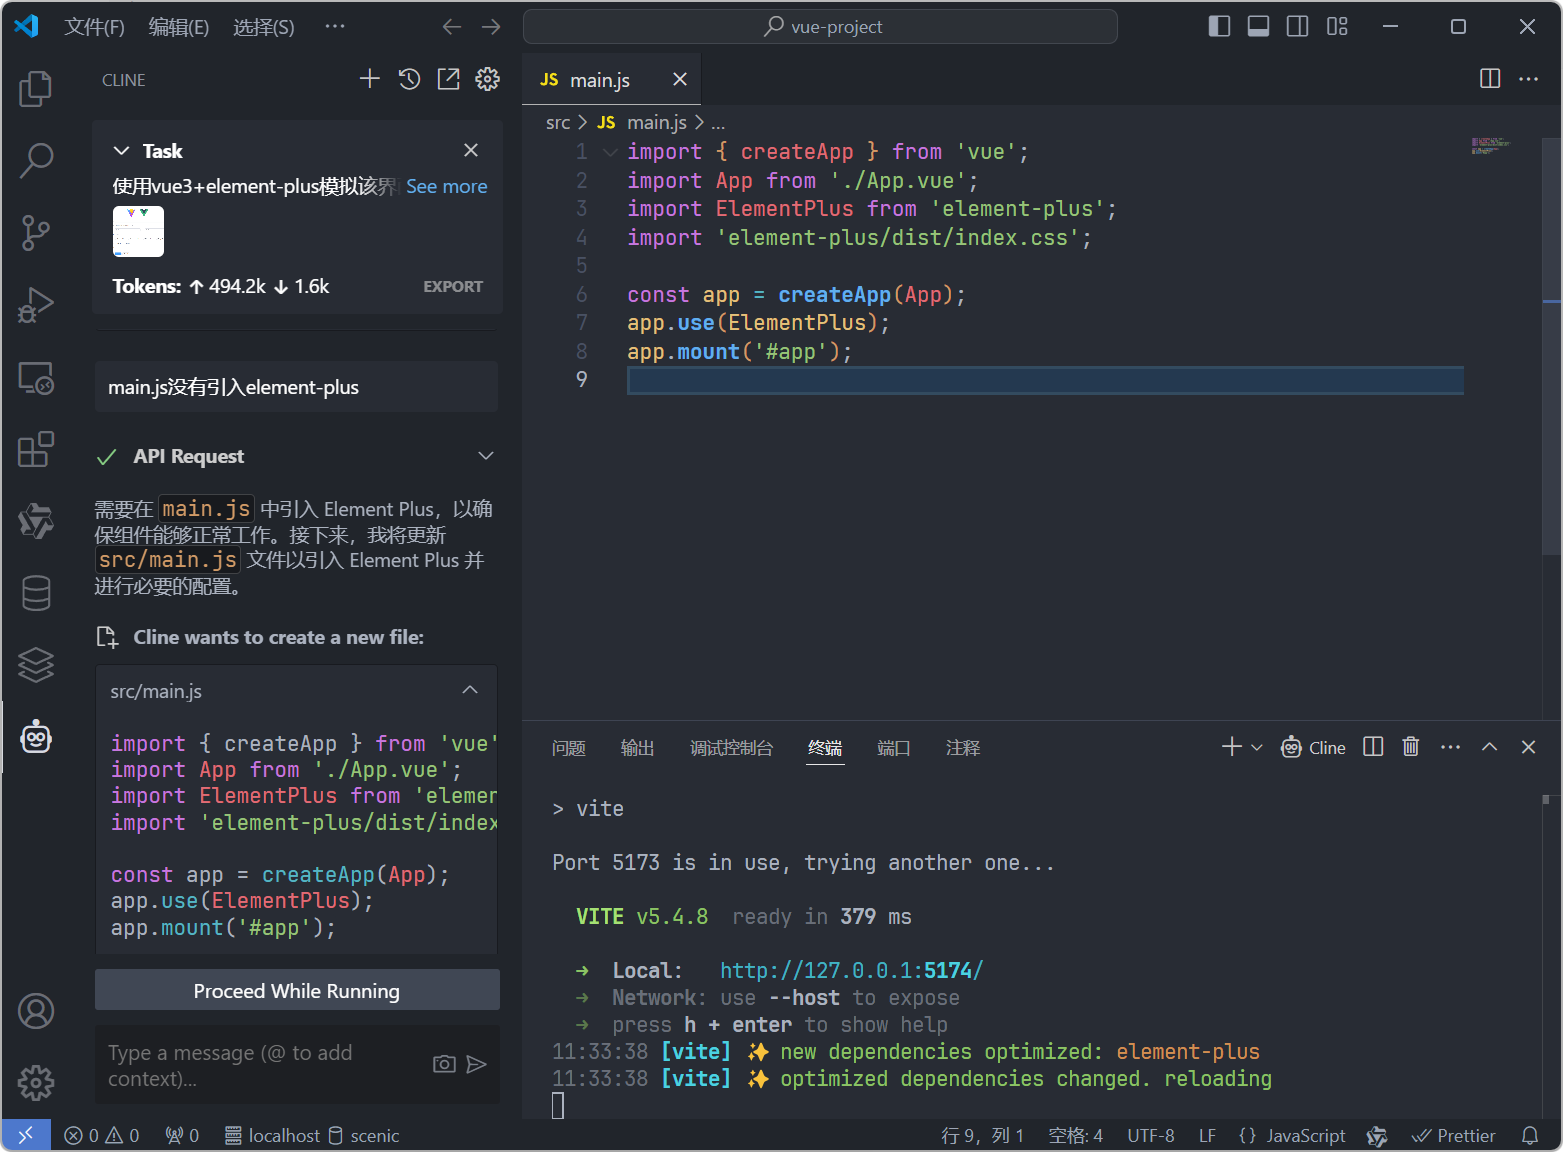 文件(F) 编辑(E) 选择(S) ··· vue-project
CLINE
Task
使用vue3+element-plus模拟该界 See more
Tokens: ↑ 494.2k ↓ 1.6k EXPORT
main.js没有引入element-plus
API Request
需要在 main.js 中引入 Element Plus，以确
保组件能够正常工作。接下来，我将更新
src/main.js 文件以引入 Element Plus 并
进行必要的配置。
Cline wants to create a new file:
src/main.js
import { createApp } from 'vue'
import App from './App.vue';
import ElementPlus from 'elemen
import 'element-plus/dist/index
const app = createApp(App);
app.use(ElementPlus);
app.mount('#app');
Proceed While Running
Type a message (@ to add
context)...
JS main.js
src > JS main.js > ...
1 import { createApp } from 'vue';
2 import App from './App.vue';
3 import ElementPlus from 'element-plus';
4 import 'element-plus/dist/index.css';
5
6 const app = createApp(App);
7 app.use(ElementPlus);
8 app.mount('#app');
9
问题 输出 调试控制台 终端 端口 注释 Cline
> vite
Port 5173 is in use, trying another one...
VITE v5.4.8 ready in 379 ms
➜ Local: http://127.0.0.1:5174/
➜ Network: use --host to expose
➜ press h + enter to show help
11:33:38 [vite] ✨ new dependencies optimized: element-plus
11:33:38 [vite] ✨ optimized dependencies changed. reloading
0 0 0 localhost scenic 行 9，列 1 空格: 4 UTF-8 LF {} JavaScript Prettier